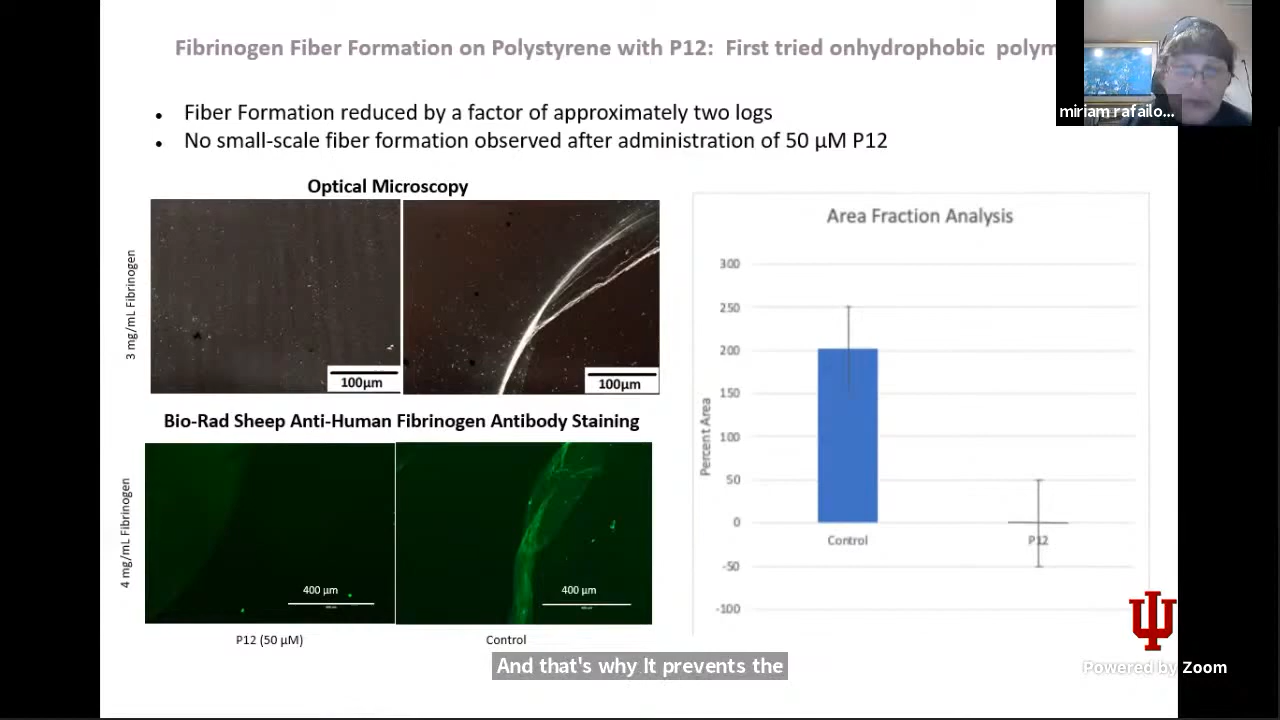 Fibrinogen Fiber Formation on Polystyrene with P12: First tried onhydrophobic polym
miriam rafailo...
• Fiber Formation reduced by a factor of approximately two logs
• No small-scale fiber formation observed after administration of 50 µM P12
Optical Microscopy
3 mg/mL Fibrinogen
100µm
100µm
Bio-Rad Sheep Anti-Human Fibrinogen Antibody Staining
4 mg/mL Fibrinogen
400 µm
400 µm
P12 (50 µM)
Control
Area Fraction Analysis
Percent Area
300
250
200
150
100
50
0
-50
-100
Control
P12
And that's why It prevents the
Powered by Zoom